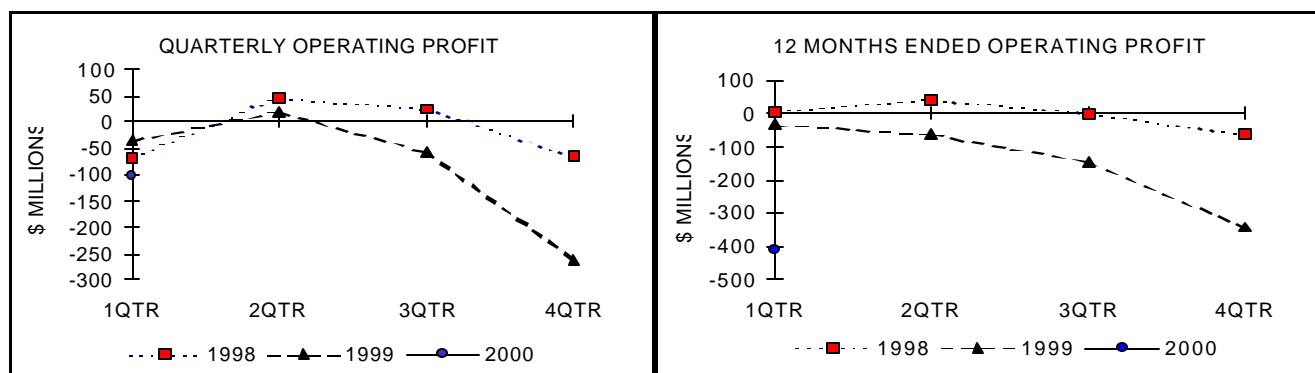 QUARTERLY OPERATING PROFIT
100
50
0
-50
-100
-150
-200
-250
-300
$ MILLIONS
1QTR 2QTR 3QTR 4QTR
1998 1999 2000
12 MONTHS ENDED OPERATING PROFIT
100
0
-100
-200
-300
-400
-500
$ MILLIONS
1QTR 2QTR 3QTR 4QTR
1998 1999 2000